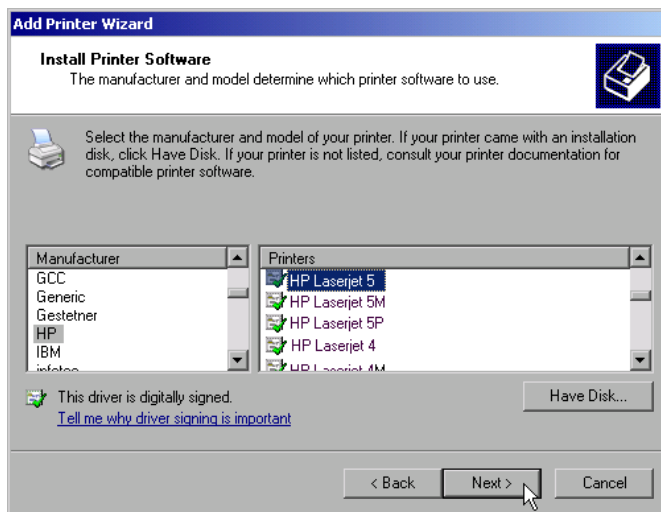 Add Printer Wizard
Install Printer Software
The manufacturer and model determine which printer software to use.
Select the manufacturer and model of your printer. If your printer came with an installation
disk, click Have Disk. If your printer is not listed, consult your printer documentation for
compatible printer software.
Manufacturer
GCC
Generic
Gestetner
HP
IBM
infotec
Printers
HP Laserjet 5
HP Laserjet 5M
HP Laserjet 5P
HP Laserjet 4
HP Laserjet 4M
This driver is digitally signed.
Tell me why driver signing is important
Have Disk...
< Back
Next >
Cancel